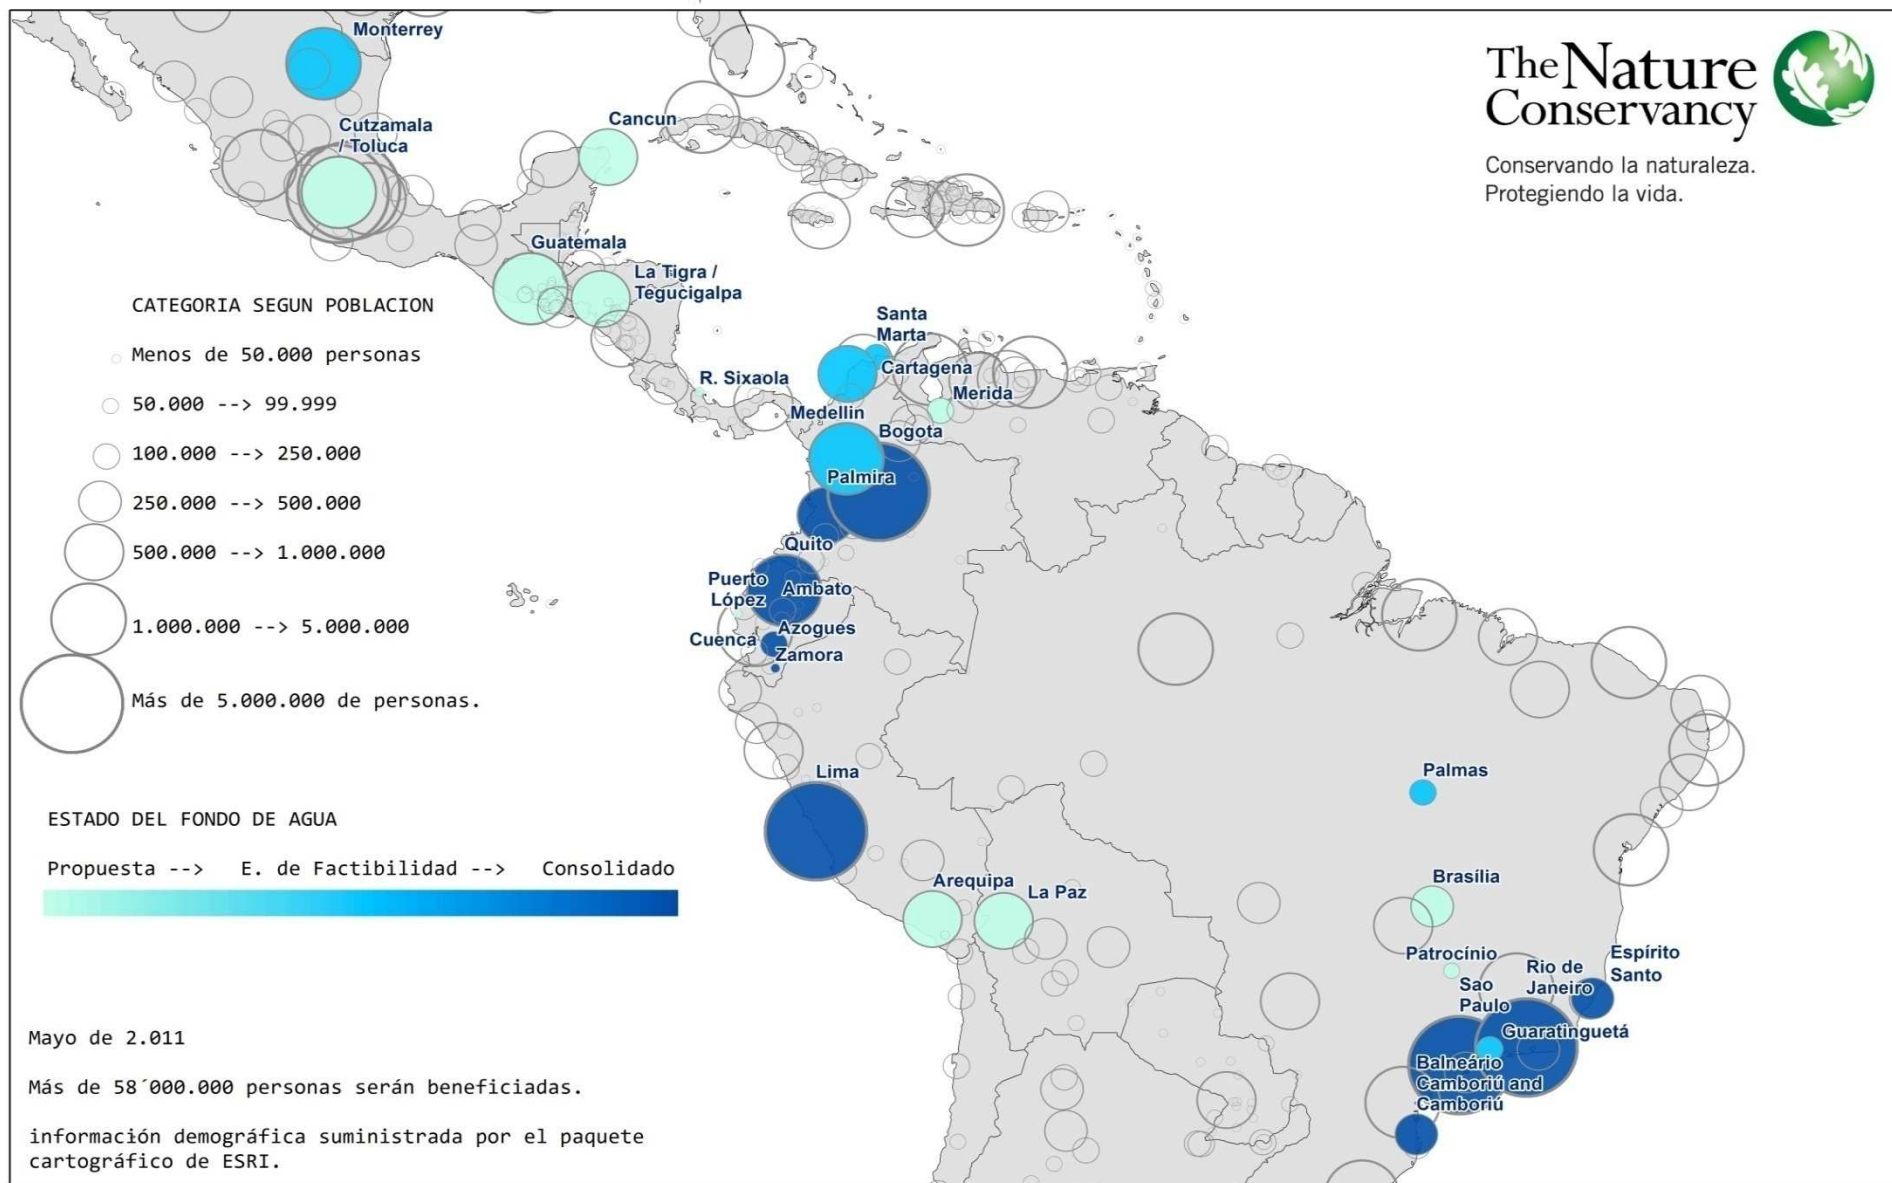 The Nature
Conservancy
Conservando la naturaleza.
Protegiendo la vida.
Monterrey
Cutzamala
/ Toluca
Cancun
Guatemala
La Tigra /
Tegucigalpa
Santa
Marta
Cartagena
R. Sixaola
Merida
Medellin
Bogota
Palmira
Quito
Puerto
López
Ambato
Azogues
Cuenca
Zamora
Lima
Palmas
Arequipa
La Paz
Brasília
Patrocínio
Espírito
Santo
Rio de
Janeiro
Sao
Paulo
Guaratinguetá
Balneário
Camboriú and
Camboriú
CATEGORIA SEGUN POBLACION
Menos de 50.000 personas
50.000 --> 99.999
100.000 --> 250.000
250.000 --> 500.000
500.000 --> 1.000.000
1.000.000 --> 5.000.000
Más de 5.000.000 de personas.
ESTADO DEL FONDO DE AGUA
Propuesta --> E. de Factibilidad --> Consolidado
Mayo de 2.011
Más de 58´000.000 personas serán beneficiadas.
información demográfica suministrada por el paquete
cartográfico de ESRI.